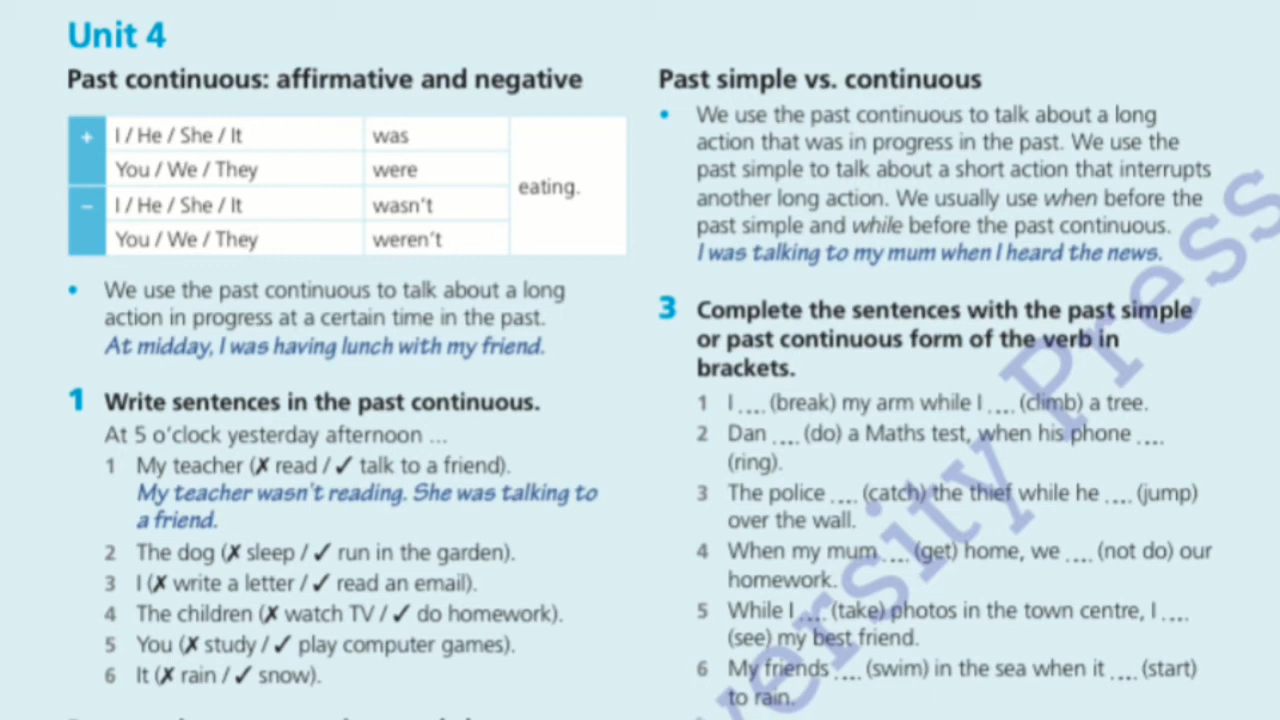 Unit 4
Past continuous: affirmative and negative
+ I / He / She / It was
You / We / They were
eating.
– I / He / She / It wasn't
You / We / They weren't
• We use the past continuous to talk about a long
action in progress at a certain time in the past.
At midday, I was having lunch with my friend.
1 Write sentences in the past continuous.
At 5 o'clock yesterday afternoon ...
1 My teacher (✗ read / ✓ talk to a friend).
My teacher wasn't reading. She was talking to
a friend.
2 The dog (✗ sleep / ✓ run in the garden).
3 I (✗ write a letter / ✓ read an email).
4 The children (✗ watch TV / ✓ do homework).
5 You (✗ study / ✓ play computer games).
6 It (✗ rain / ✓ snow).
Past simple vs. continuous
• We use the past continuous to talk about a long
action that was in progress in the past. We use the
past simple to talk about a short action that interrupts
another long action. We usually use when before the
past simple and while before the past continuous.
I was talking to my mum when I heard the news.
3 Complete the sentences with the past simple
or past continuous form of the verb in
brackets.
1 I .... (break) my arm while I .... (climb) a tree.
2 Dan .... (do) a Maths test, when his phone ....
(ring).
3 The police .... (catch) the thief while he .... (jump)
over the wall.
4 When my mum .... (get) home, we .... (not do) our
homework.
5 While I .... (take) photos in the town centre, I ....
(see) my best friend.
6 My friends .... (swim) in the sea when it .... (start)
to rain.
versity Press